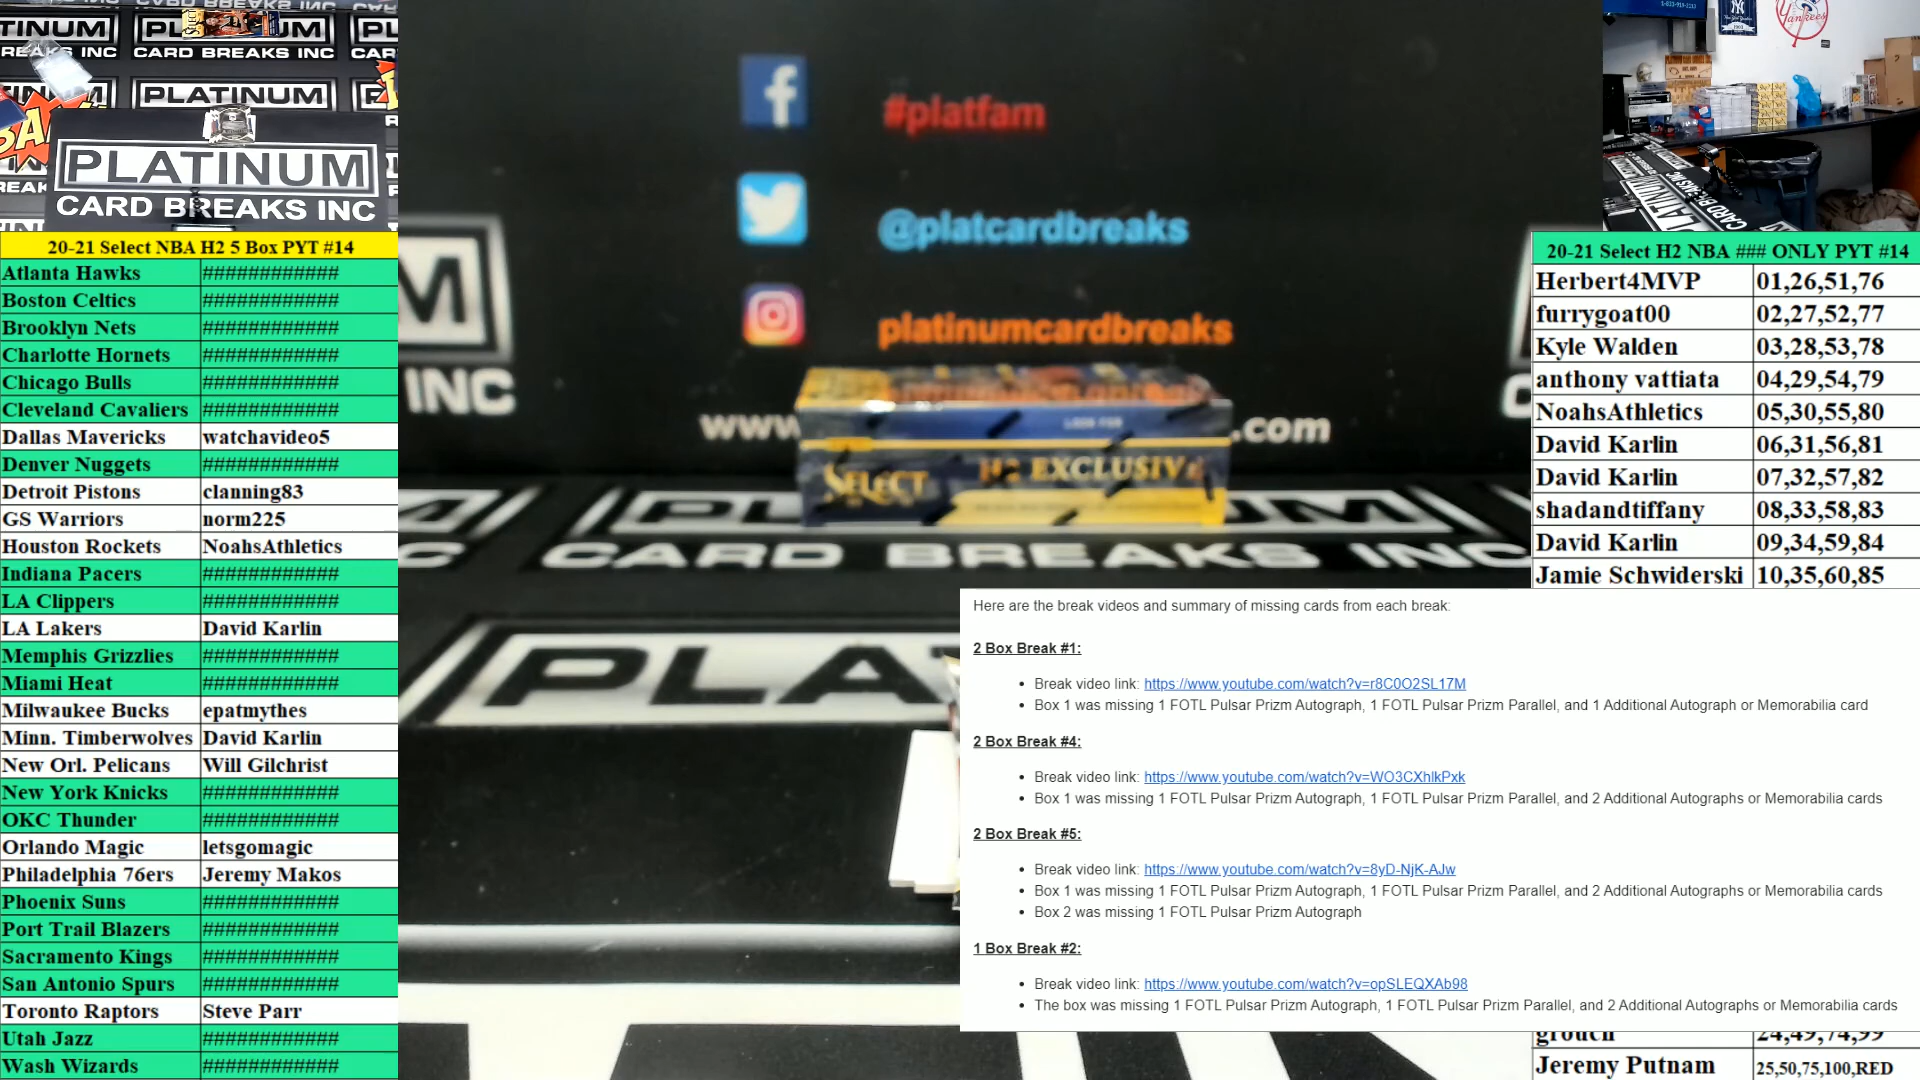 PLATINUM
CARD BREAKS INC
20-21 Select NBA H2 5 Box PYT #14
Atlanta Hawks ############
Boston Celtics ############
Brooklyn Nets ############
Charlotte Hornets ############
Chicago Bulls ############
Cleveland Cavaliers ############
Dallas Mavericks watchavideo5
Denver Nuggets ############
Detroit Pistons clanning83
GS Warriors norm225
Houston Rockets NoahsAthletics
Indiana Pacers ############
LA Clippers ############
LA Lakers David Karlin
Memphis Grizzlies ############
Miami Heat ############
Milwaukee Bucks epatmythes
Minn. Timberwolves David Karlin
New Orl. Pelicans Will Gilchrist
New York Knicks ############
OKC Thunder ############
Orlando Magic letsgomagic
Philadelphia 76ers Jeremy Makos
Phoenix Suns ############
Port Trail Blazers ############
Sacramento Kings ############
San Antonio Spurs ############
Toronto Raptors Steve Parr
Utah Jazz ############
Wash Wizards ############
#platfam
@platcardbreaks
platinumcardbreaks
www
.com
LOOK FOR
SELECT H2 EXCLUSIVE
CARD BREAKS INC
PLA
20-21 Select H2 NBA ### ONLY PYT #14
Herbert4MVP 01,26,51,76
furrygoat00 02,27,52,77
Kyle Walden 03,28,53,78
anthony vattiata 04,29,54,79
NoahsAthletics 05,30,55,80
David Karlin 06,31,56,81
David Karlin 07,32,57,82
shadandtiffany 08,33,58,83
David Karlin 09,34,59,84
Jamie Schwiderski 10,35,60,85
Here are the break videos and summary of missing cards from each break:
2 Box Break #1:
• Break video link: https://www.youtube.com/watch?v=r8C0O2SL17M
• Box 1 was missing 1 FOTL Pulsar Prizm Autograph, 1 FOTL Pulsar Prizm Parallel, and 1 Additional Autograph or Memorabilia card
2 Box Break #4:
• Break video link: https://www.youtube.com/watch?v=WO3CXhlkPxk
• Box 1 was missing 1 FOTL Pulsar Prizm Autograph, 1 FOTL Pulsar Prizm Parallel, and 2 Additional Autographs or Memorabilia cards
2 Box Break #5:
• Break video link: https://www.youtube.com/watch?v=8yD-NjK-AJw
• Box 1 was missing 1 FOTL Pulsar Prizm Autograph, 1 FOTL Pulsar Prizm Parallel, and 2 Additional Autographs or Memorabilia cards
• Box 2 was missing 1 FOTL Pulsar Prizm Autograph
1 Box Break #2:
• Break video link: https://www.youtube.com/watch?v=opSLEQXAb98
• The box was missing 1 FOTL Pulsar Prizm Autograph, 1 FOTL Pulsar Prizm Parallel, and 2 Additional Autographs or Memorabilia cards
grouch 24,49,74,99
Jeremy Putnam 25,50,75,100,RED